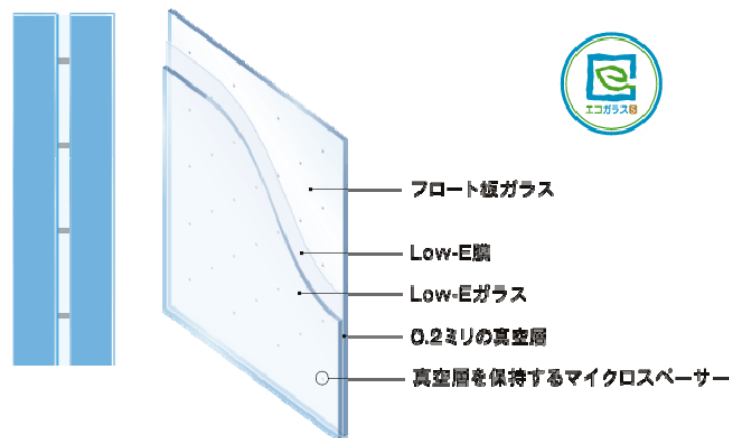 エコガラスS
フロート板ガラス
Low-E膜
Low-Eガラス
0.2ミリの真空層
真空層を保持するマイクロスペーサー